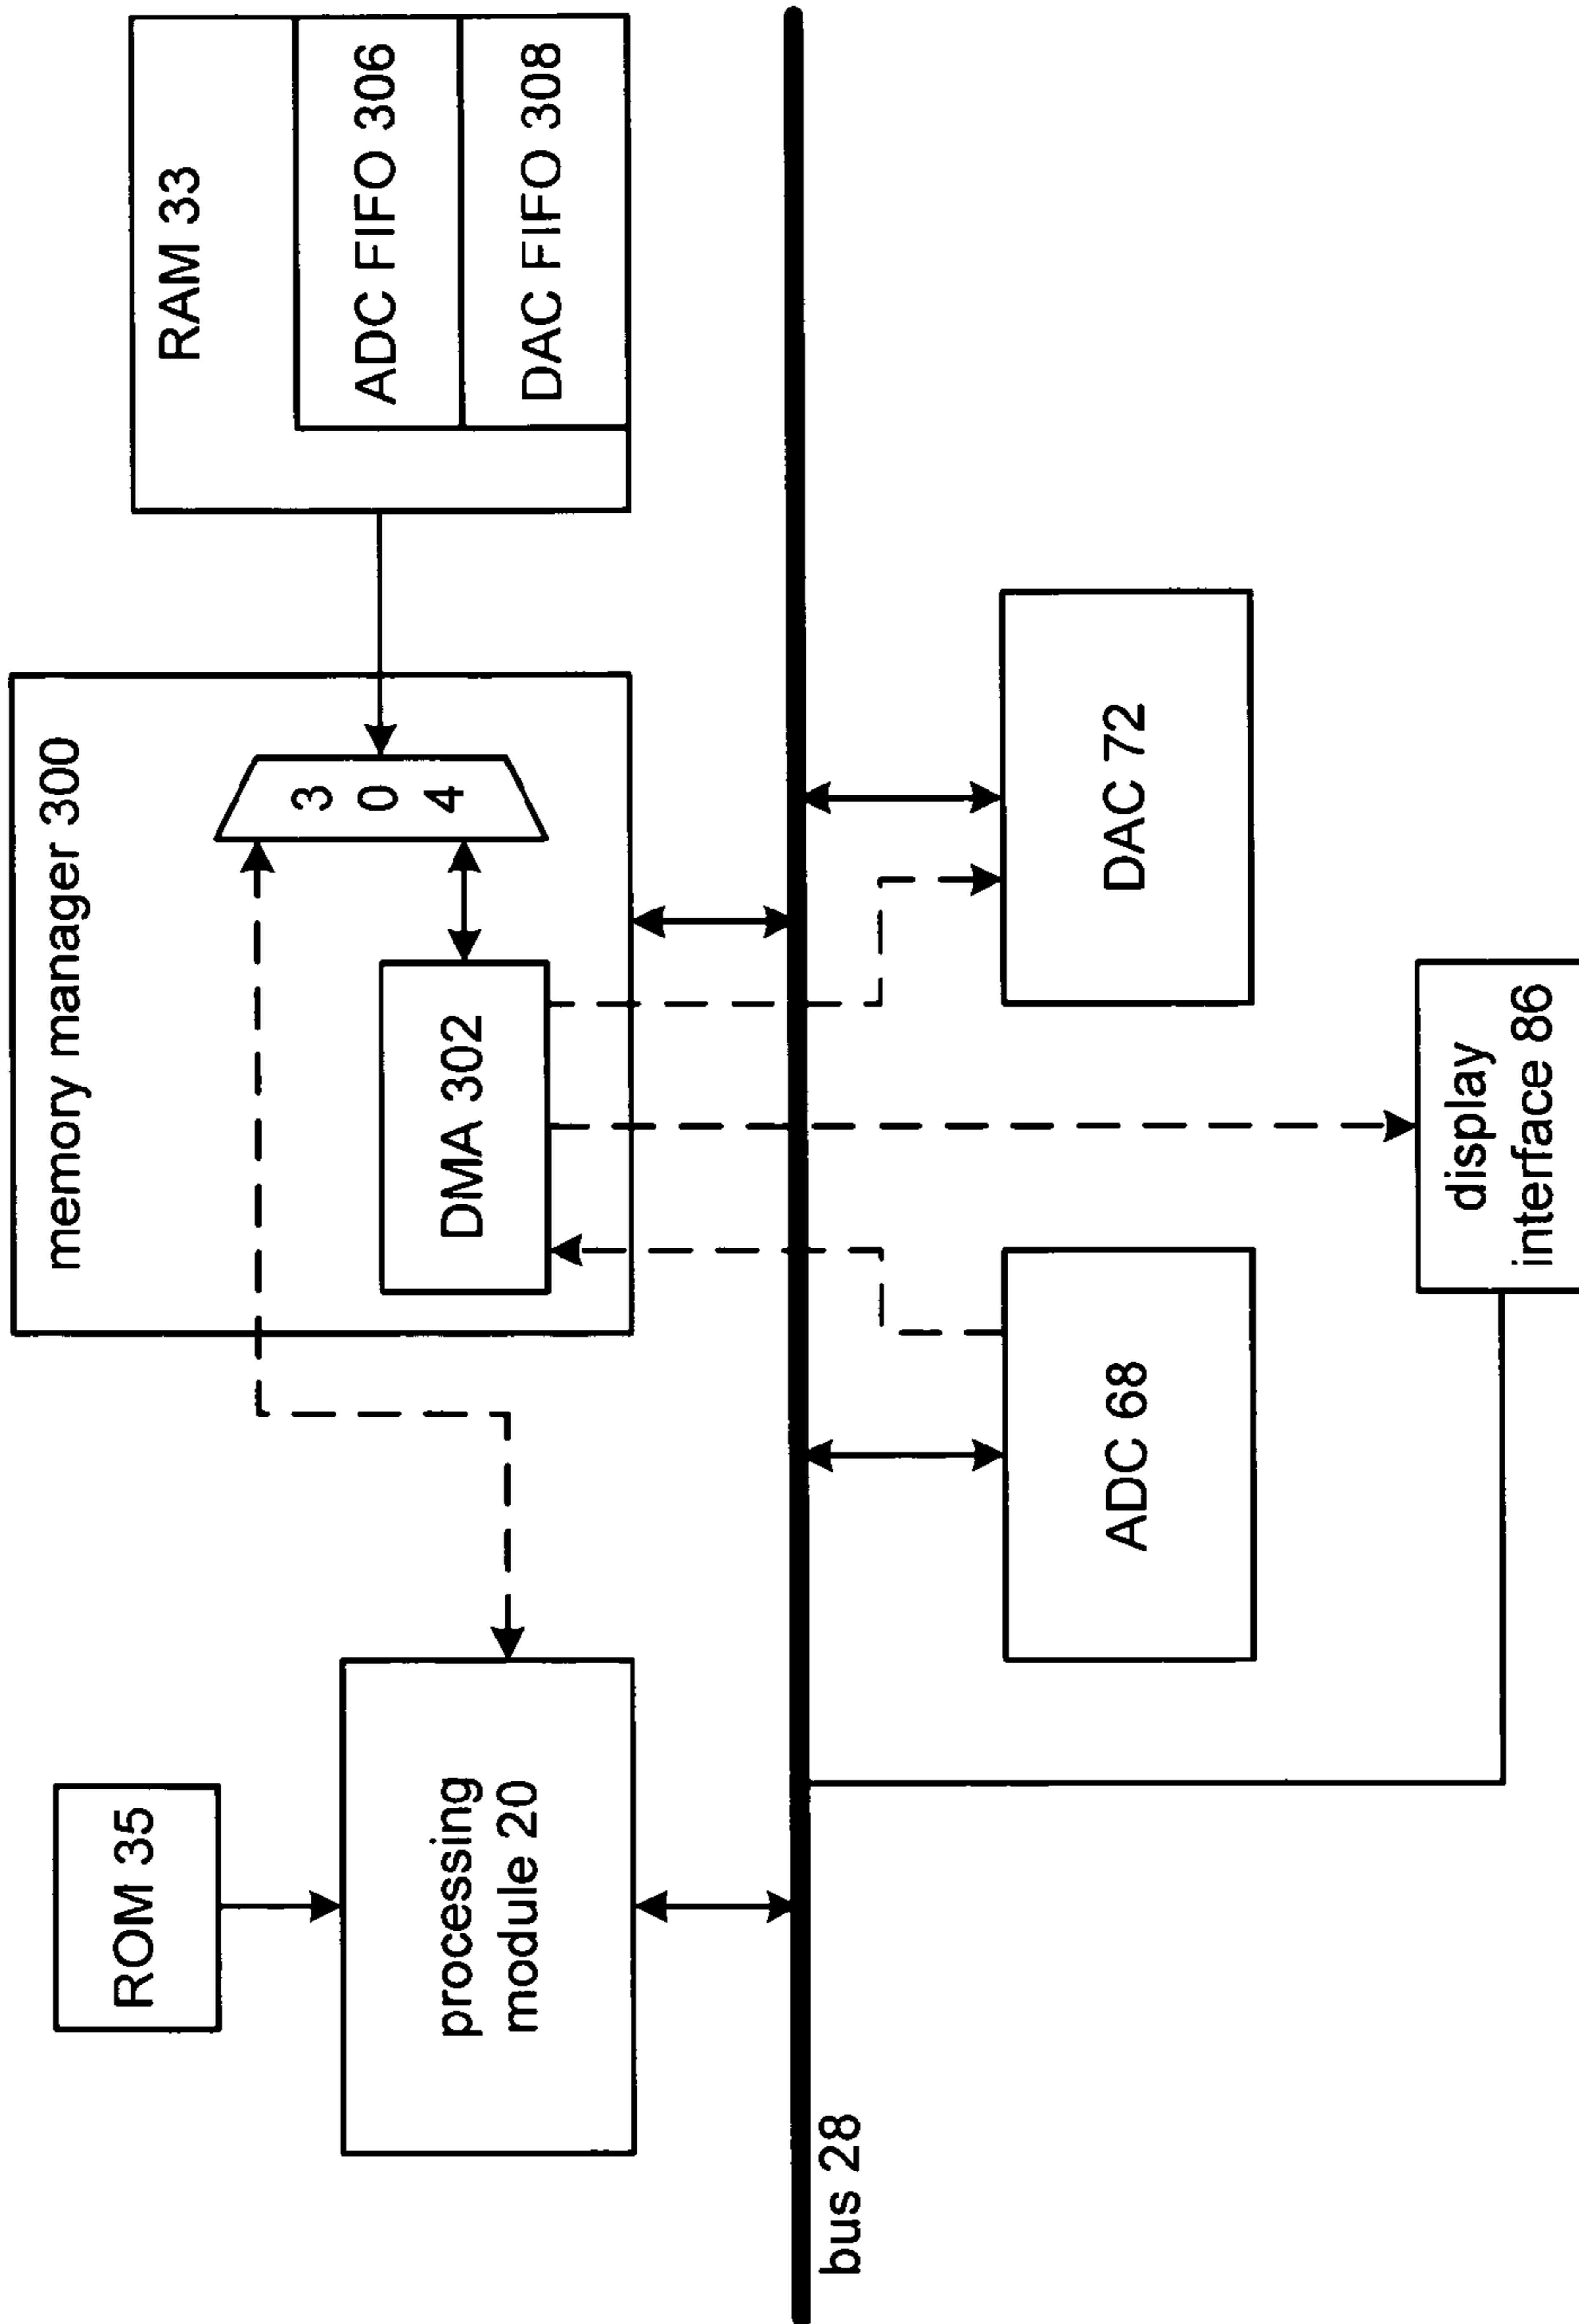 ROM 35
processing
module 20
memory manager 300
DMA 302
3
0
4
RAM 33
ADC FIFO 306
DAC FIFO 308
bus 28
ADC 68
DAC 72
display
interface 86